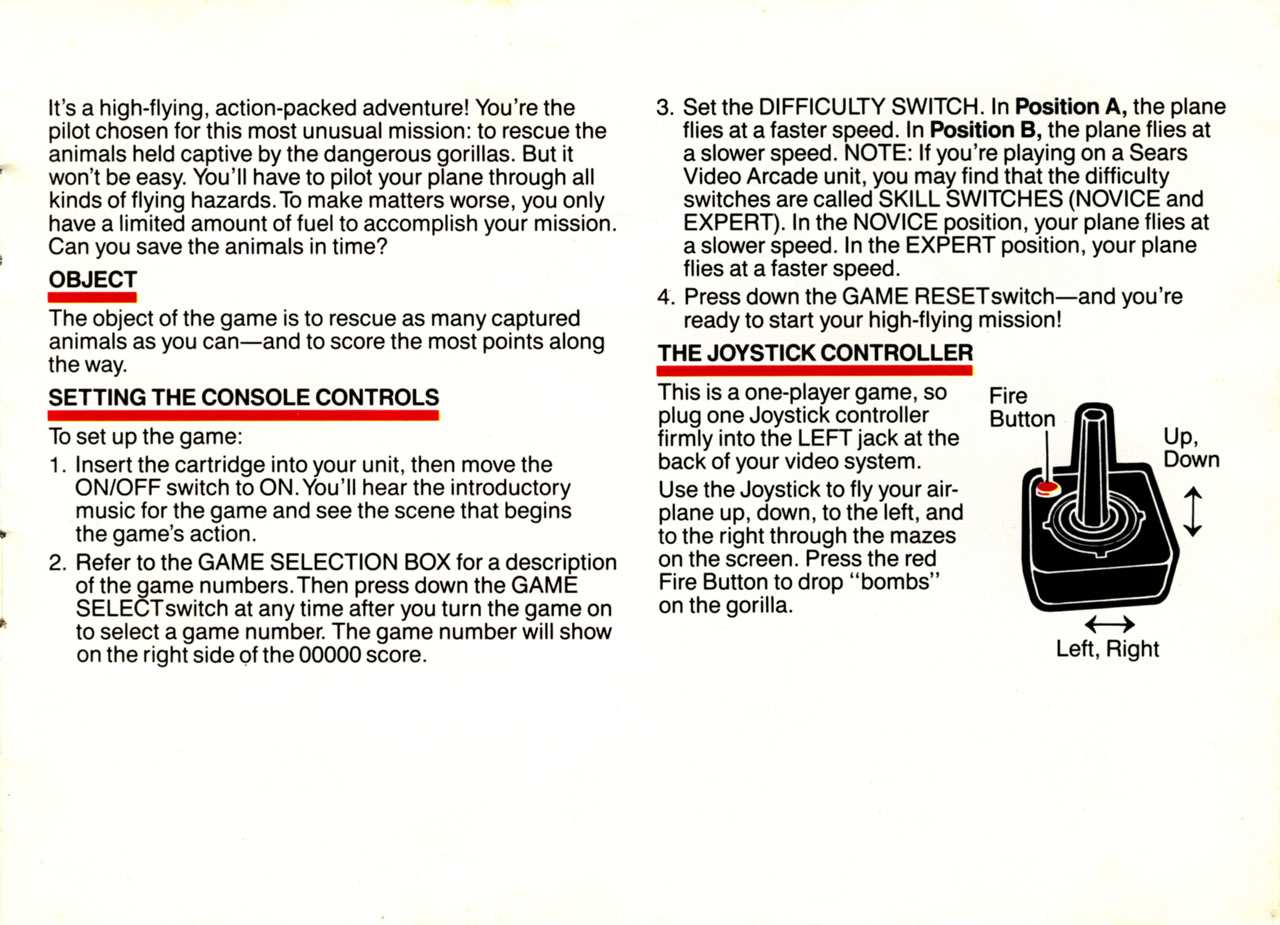 It's a high-flying, action-packed adventure! You're the
pilot chosen for this most unusual mission: to rescue the
animals held captive by the dangerous gorillas. But it
won't be easy. You'll have to pilot your plane through all
kinds of flying hazards. To make matters worse, you only
have a limited amount of fuel to accomplish your mission.
Can you save the animals in time?
OBJECT
The object of the game is to rescue as many captured
animals as you can—and to score the most points along
the way.
SETTING THE CONSOLE CONTROLS
To set up the game:
1. Insert the cartridge into your unit, then move the
ON/OFF switch to ON. You'll hear the introductory
music for the game and see the scene that begins
the game's action.
2. Refer to the GAME SELECTION BOX for a description
of the game numbers. Then press down the GAME
SELECT switch at any time after you turn the game on
to select a game number. The game number will show
on the right side of the 00000 score.
3. Set the DIFFICULTY SWITCH. In Position A, the plane
flies at a faster speed. In Position B, the plane flies at
a slower speed. NOTE: If you're playing on a Sears
Video Arcade unit, you may find that the difficulty
switches are called SKILL SWITCHES (NOVICE and
EXPERT). In the NOVICE position, your plane flies at
a slower speed. In the EXPERT position, your plane
flies at a faster speed.
4. Press down the GAME RESET switch—and you're
ready to start your high-flying mission!
THE JOYSTICK CONTROLLER
This is a one-player game, so
plug one Joystick controller
firmly into the LEFT jack at the
back of your video system.
Use the Joystick to fly your air-
plane up, down, to the left, and
to the right through the mazes
on the screen. Press the red
Fire Button to drop "bombs"
on the gorilla.
Fire
Button
Up,
Down
Left, Right